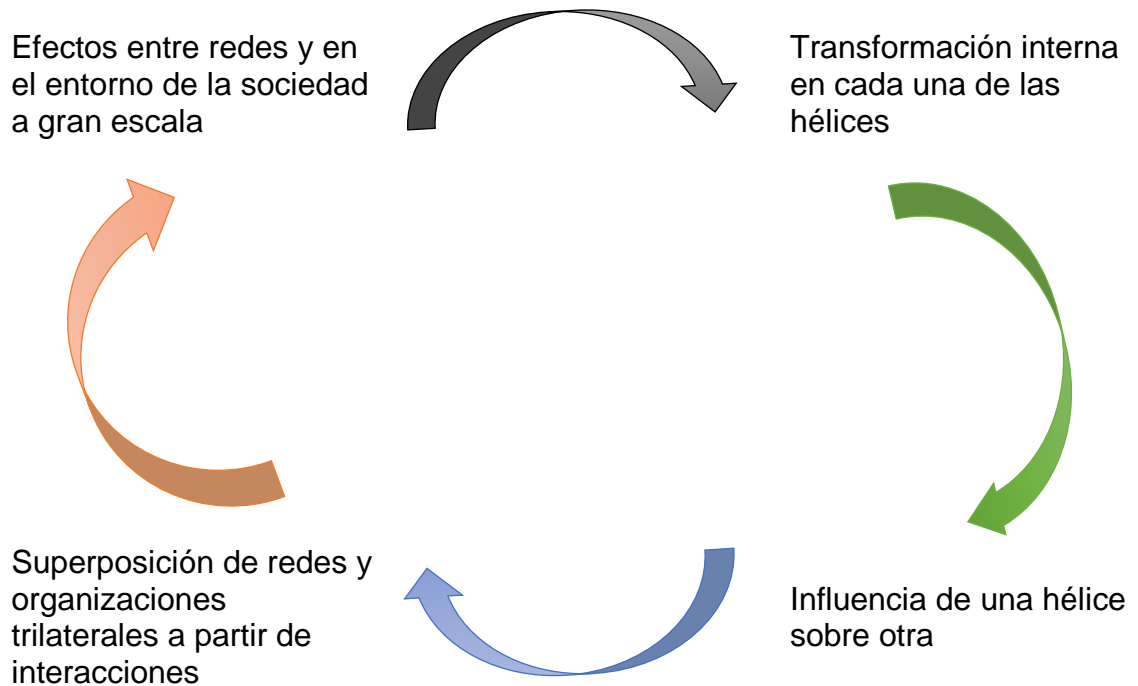 Efectos entre redes y en
el entorno de la sociedad
a gran escala
Transformación interna
en cada una de las
hélices
Superposición de redes y
organizaciones
trilaterales a partir de
interacciones
Influencia de una hélice
sobre otra